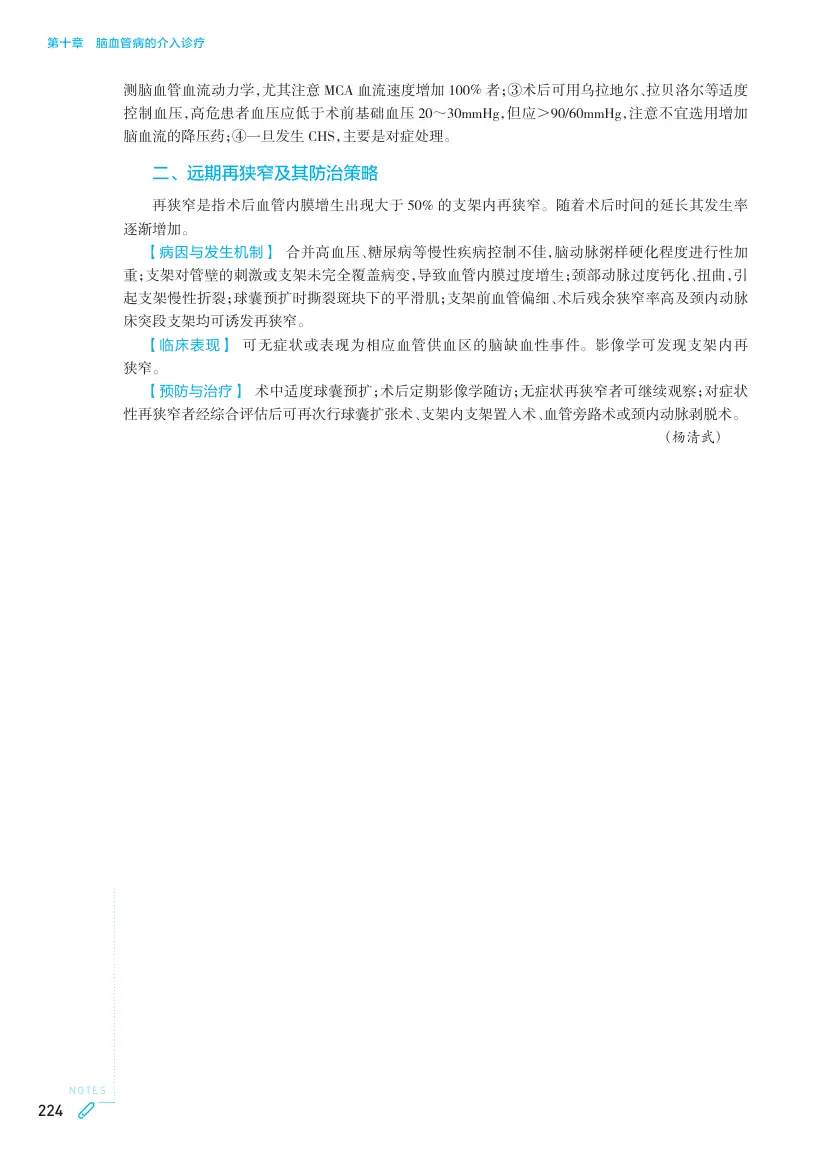 第十章 脑血管病的介入诊疗
测脑血管血流动力学,尤其注意 MCA 血流速度增加 100% 者;③术后可用乌拉地尔、拉贝洛尔等适度
控制血压,高危患者血压应低于术前基础血压 20~30mmHg,但应>90/60mmHg,注意不宜选用增加
脑血流的降压药;④一旦发生 CHS,主要是对症处理。
二、远期再狭窄及其防治策略
再狭窄是指术后血管内膜增生出现大于 50% 的支架内再狭窄。随着术后时间的延长其发生率
逐渐增加。
【病因与发生机制】 合并高血压、糖尿病等慢性疾病控制不佳,脑动脉粥样硬化程度进行性加
重;支架对管壁的刺激或支架未完全覆盖病变,导致血管内膜过度增生;颈部动脉过度钙化、扭曲,引
起支架慢性折裂;球囊预扩时撕裂斑块下的平滑肌;支架前血管偏细、术后残余狭窄率高及颈内动脉
床突段支架均可诱发再狭窄。
【临床表现】 可无症状或表现为相应血管供血区的脑缺血性事件。影像学可发现支架内再
狭窄。
【预防与治疗】 术中适度球囊预扩;术后定期影像学随访;无症状再狭窄者可继续观察;对症状
性再狭窄者经综合评估后可再次行球囊扩张术、支架内支架置入术、血管旁路术或颈内动脉剥脱术。
(杨清武)
NOTES
224